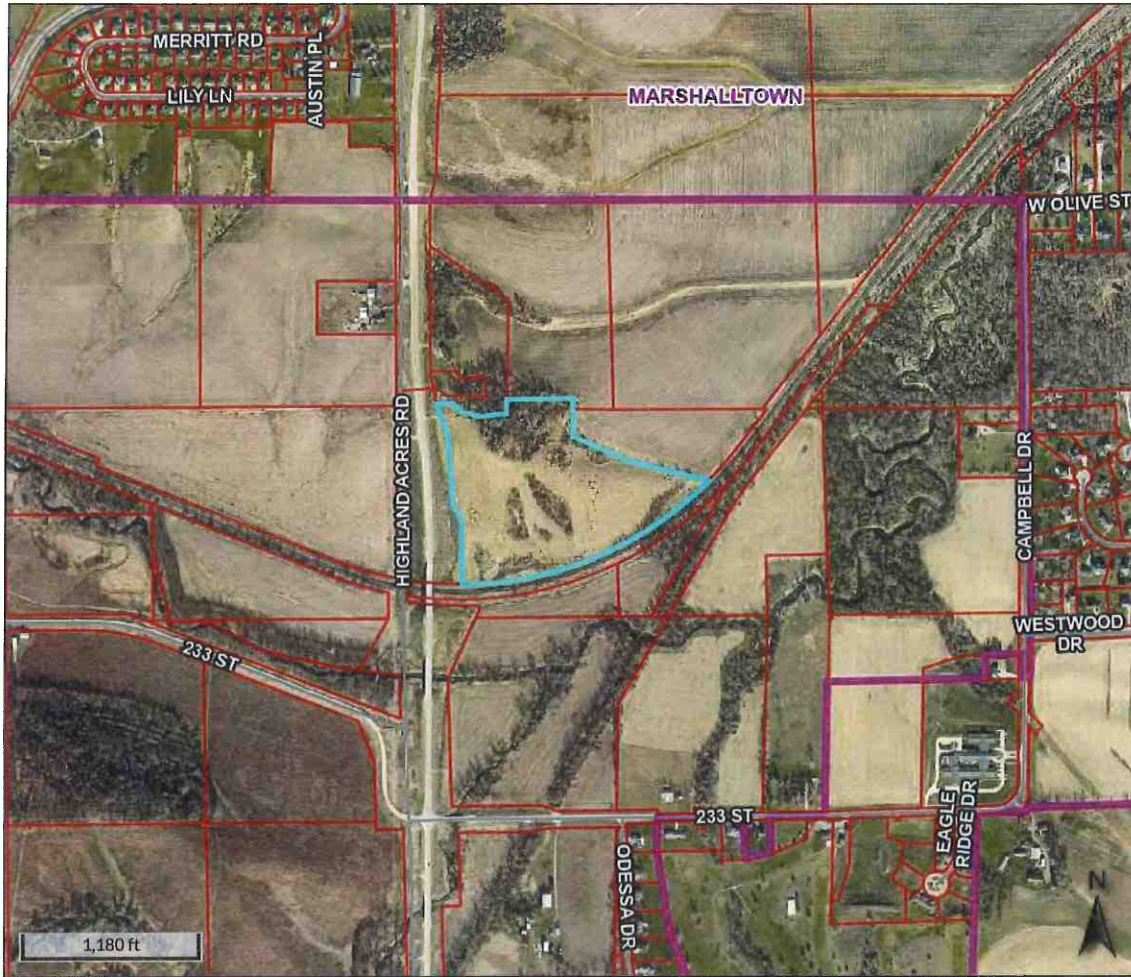 MERRITT RD
AUSTIN PL
LILY LN
MARSHALLTOWN
W OLIVE ST
HIGHLAND ACRES RD
CAMPBELL DR
WESTWOOD
DR
233 ST
233 ST
EAGLE
RIDGE DR
ODESSA DR
N
1,180 ft